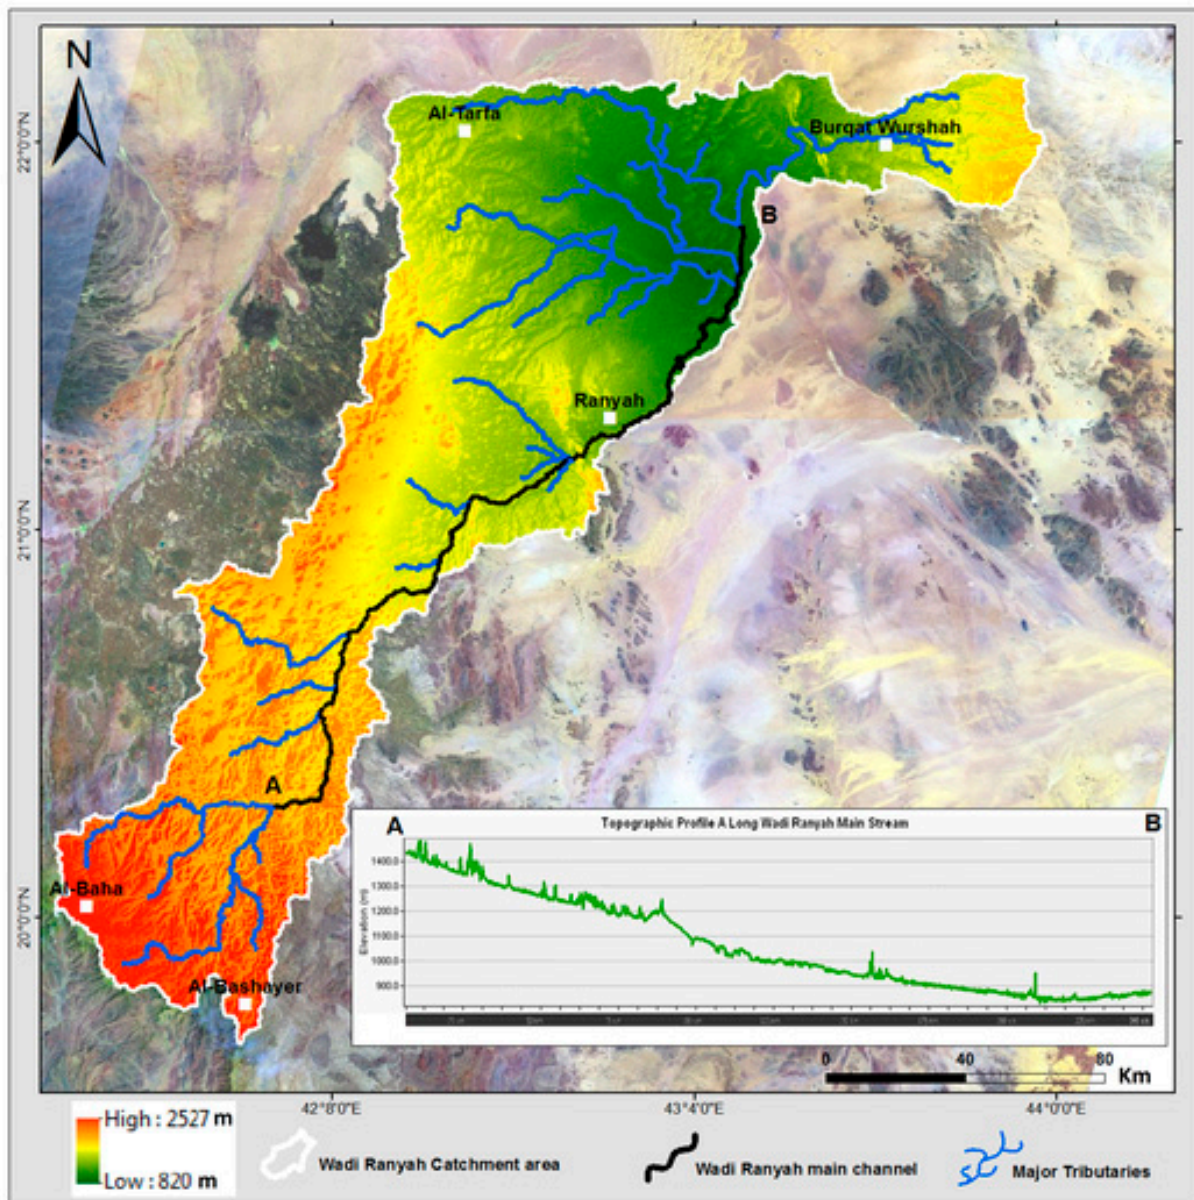 N
Al-Tarfa
Burqat Wurshah
22°0'0"N
B
Ranyah
21°0'0"N
A
Al-Baha
20°0'0"N
Al-Bashayer
A
Topographic Profile A Long Wadi Ranyah Main Stream
B
Elevation (m)
1400.0
1300.0
1200.0
1100.0
1000.0
900.0
0 40 80
Km
42°8'0"E 43°4'0"E 44°0'0"E
High : 2527 m
Low : 820 m
Wadi Ranyah Catchment area
Wadi Ranyah main channel
Major Tributaries